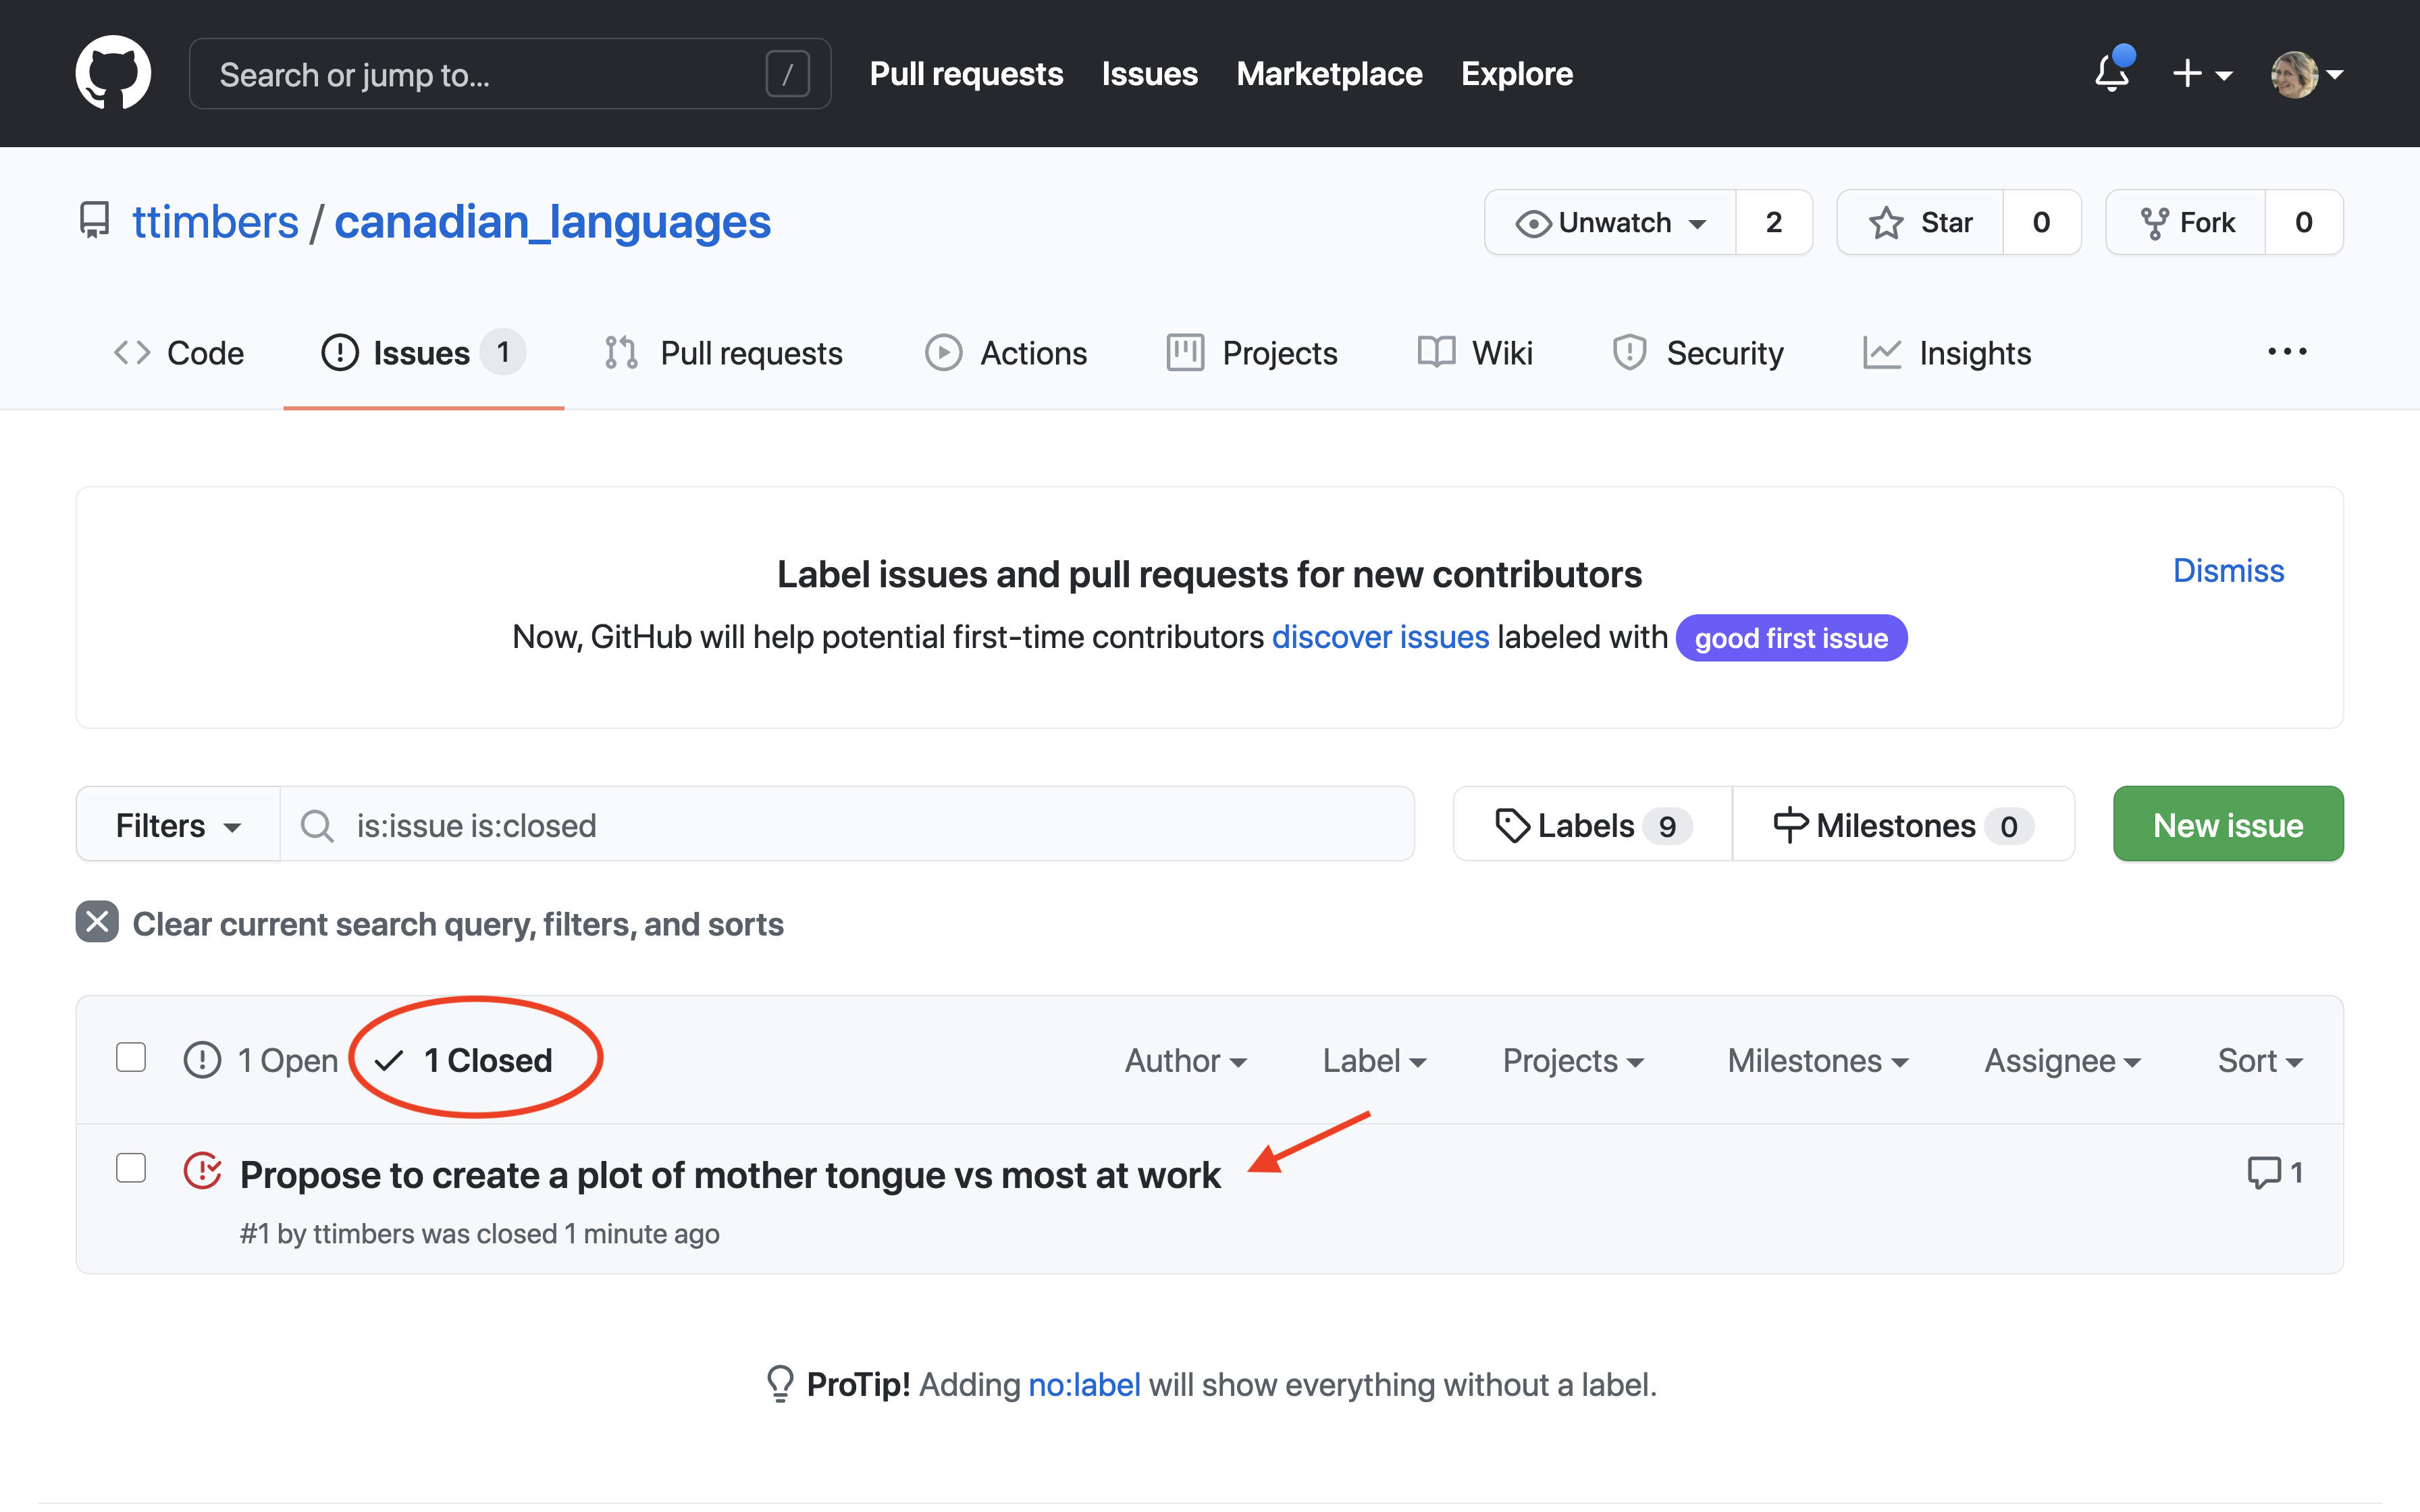 Search or jump to... / Pull requests Issues Marketplace Explore
ttimbers / canadian_languages Unwatch 2 Star 0 Fork 0
Code Issues 1 Pull requests Actions Projects Wiki Security Insights ...
Label issues and pull requests for new contributors Dismiss
Now, GitHub will help potential first-time contributors discover issues labeled with good first issue
Filters is:issue is:closed Labels 9 Milestones 0 New issue
Clear current search query, filters, and sorts
1 Open 1 Closed Author Label Projects Milestones Assignee Sort
Propose to create a plot of mother tongue vs most at work 1
#1 by ttimbers was closed 1 minute ago
ProTip! Adding no:label will show everything without a label.